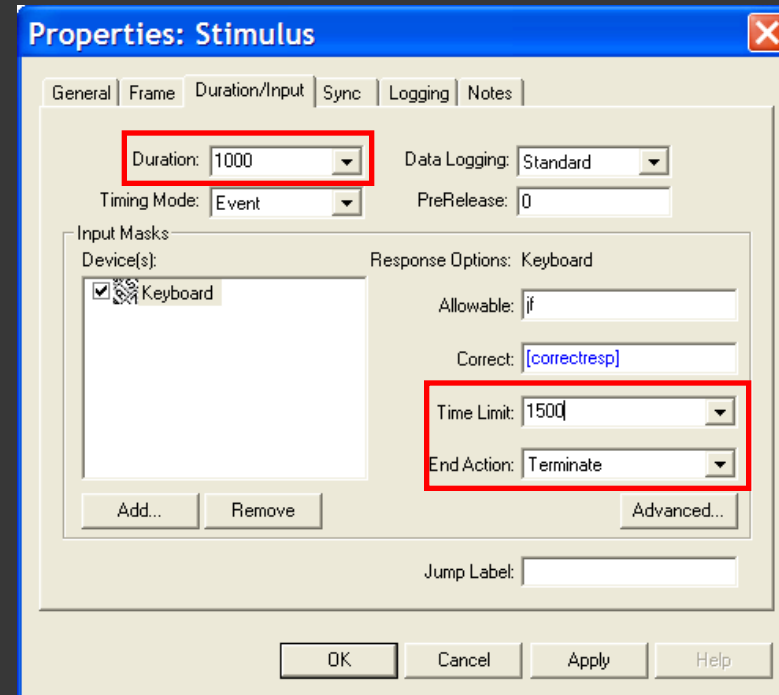 Properties: Stimulus
General Frame Duration/Input Sync Logging Notes
Duration: 1000 Data Logging: Standard
Timing Mode: Event PreRelease: 0
Input Masks
Device(s): Response Options: Keyboard
Keyboard
Allowable: jf
Correct: [correctresp]
Time Limit: 1500
End Action: Terminate
Add... Remove Advanced...
Jump Label:
OK Cancel Apply Help